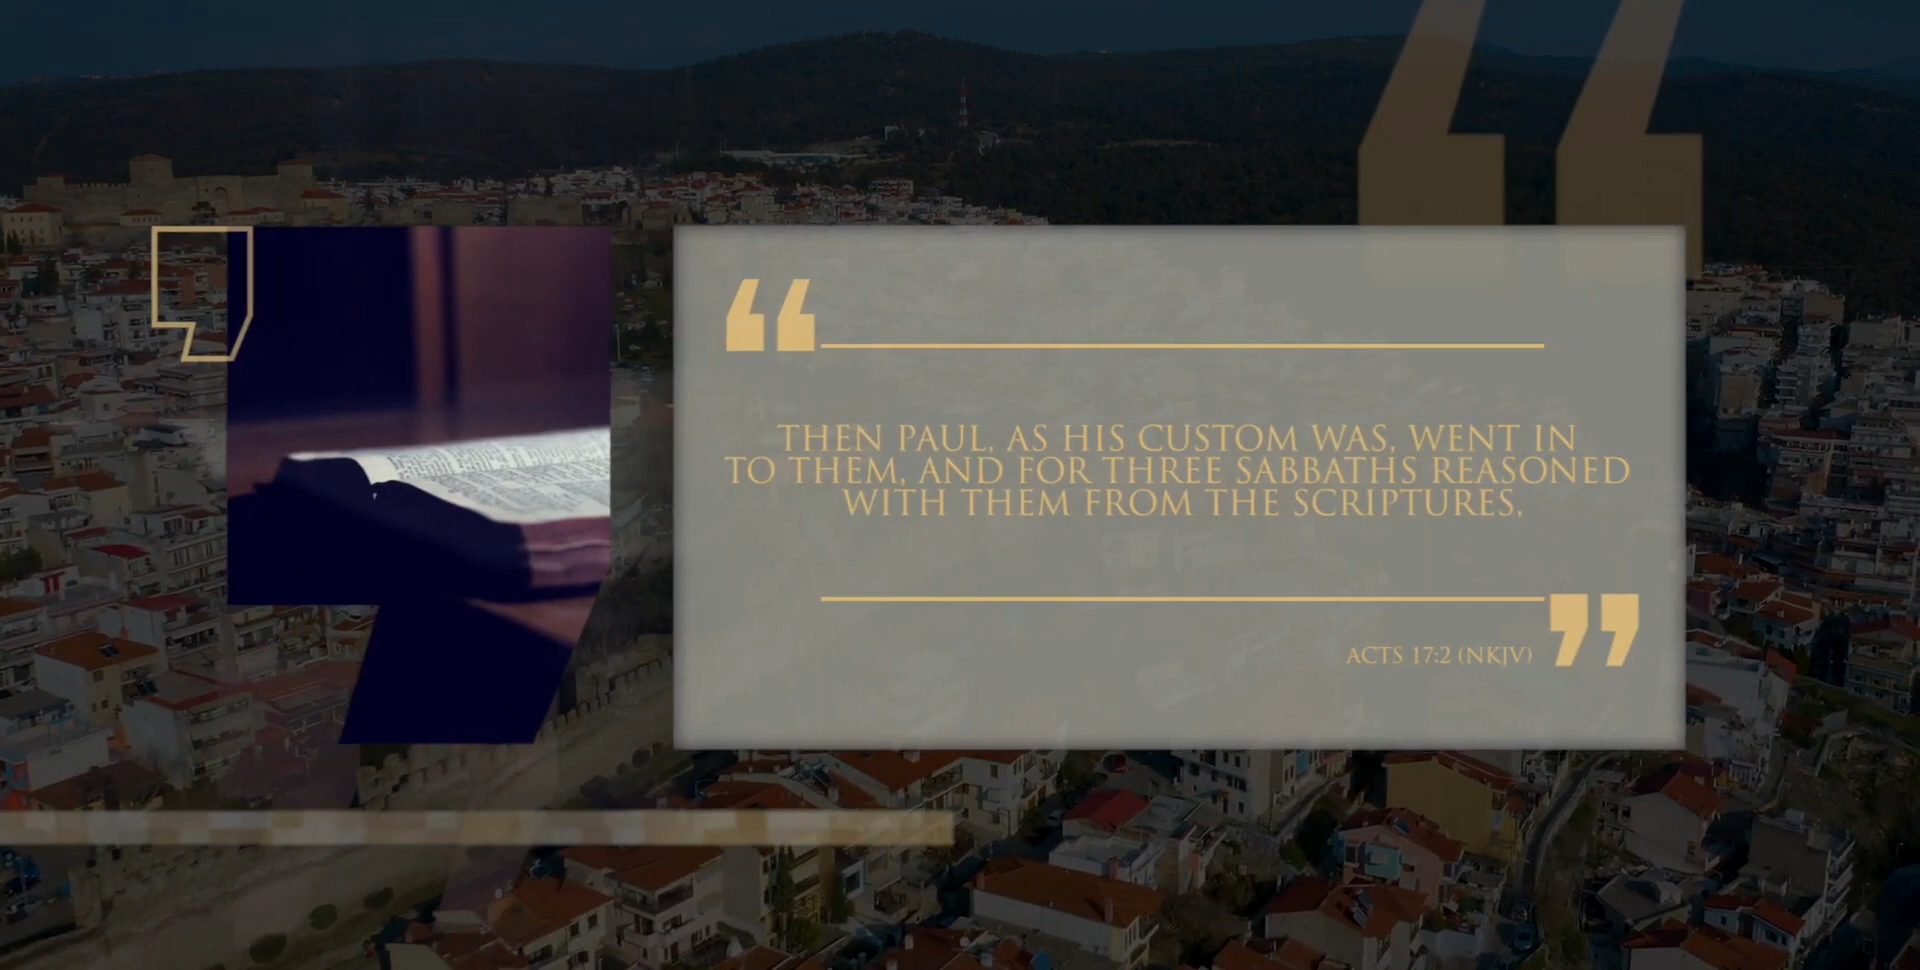 THEN PAUL, AS HIS CUSTOM WAS, WENT IN
TO THEM, AND FOR THREE SABBATHS REASONED
WITH THEM FROM THE SCRIPTURES,
ACTS 17:2 (NKJV)